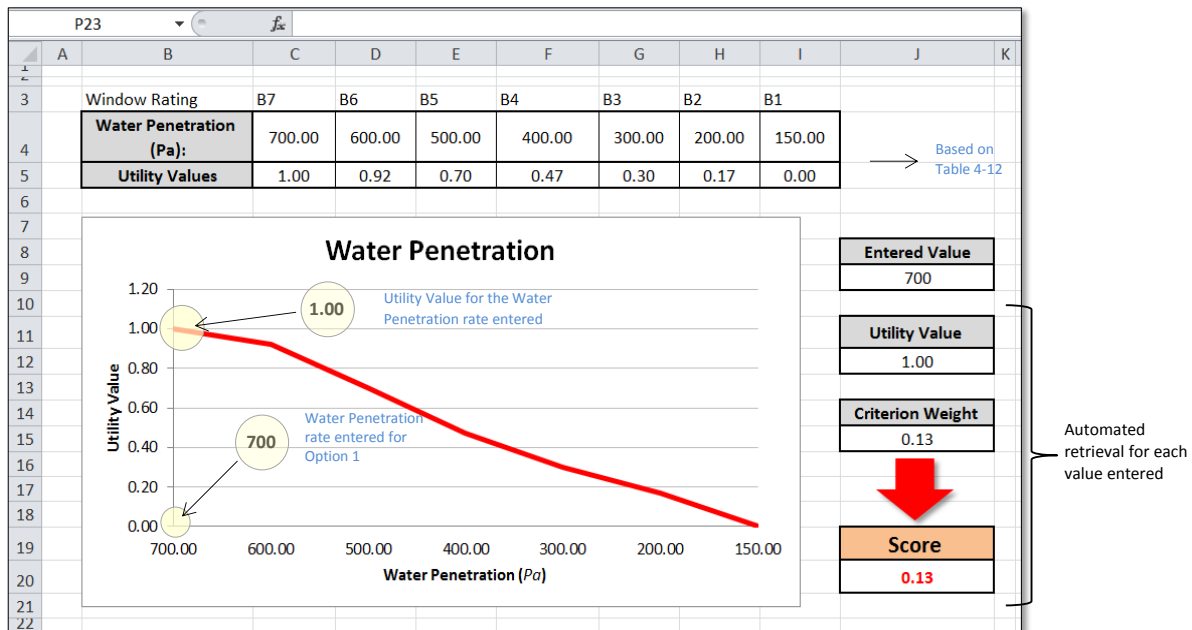 P23 fx
A B C D E F G H I J K
1
2
3 Window Rating B7 B6 B5 B4 B3 B2 B1
4 Water Penetration (Pa): 700.00 600.00 500.00 400.00 300.00 200.00 150.00
Based on
Table 4-12
5 Utility Values 1.00 0.92 0.70 0.47 0.30 0.17 0.00
6
7
8
9
10
11
12
13
14
15
16
17
18
19
20
21
22
Water Penetration
Utility Value
1.20
1.00
0.80
0.60
0.40
0.20
0.00
1.00
Utility Value for the Water
Penetration rate entered
700
Water Penetration
rate entered for
Option 1
700.00 600.00 500.00 400.00 300.00 200.00 150.00
Water Penetration (Pa)
Entered Value
700
Utility Value
1.00
Criterion Weight
0.13
Score
0.13
Automated
retrieval for each
value entered